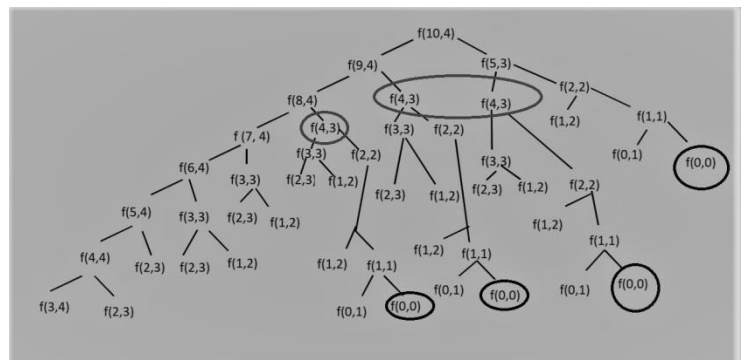 f(10,4)
f(9,4) f(5,3)
f(8,4) f(4,3) f(4,3) f(2,2)
f (7, 4) f(4,3) f(3,3) f(2,2) f(1,2) f(1,1)
f(6,4) f(3,3) f(3,3) f(2,2) f(3,3) f(0,1) f(0,0)
f(5,4) f(3,3) f(2,3) f(1,2) f(2,3) f(1,2) f(2,3) f(1,2) f(2,3) f(1,2) f(2,2)
f(4,4) f(2,3) f(2,3) f(1,2) f(1,2) f(1,1) f(1,2) f(1,1) f(1,2) f(1,1)
f(3,4) f(2,3) f(0,1) f(0,0) f(0,1) f(0,0) f(0,1) f(0,0)